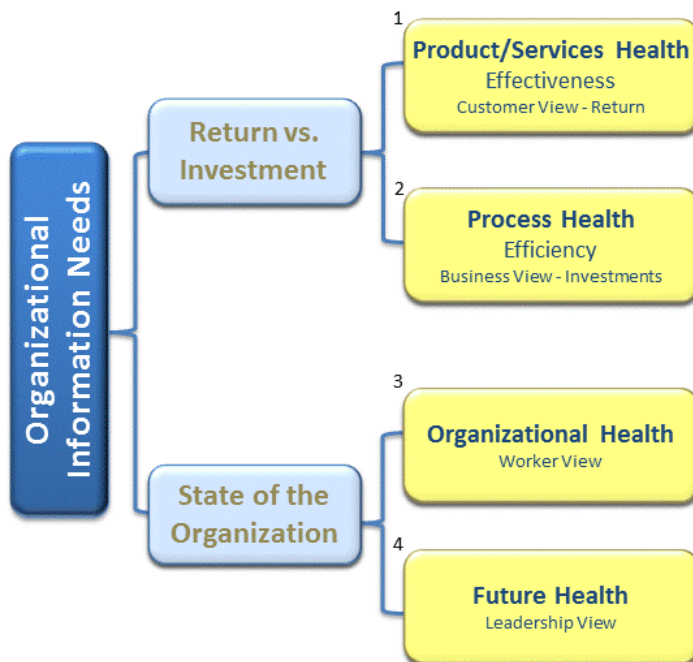 Organizational
Information Needs
Return vs.
Investment
1
Product/Services Health
Effectiveness
Customer View - Return
2
Process Health
Efficiency
Business View - Investments
State of the
Organization
3
Organizational Health
Worker View
4
Future Health
Leadership View